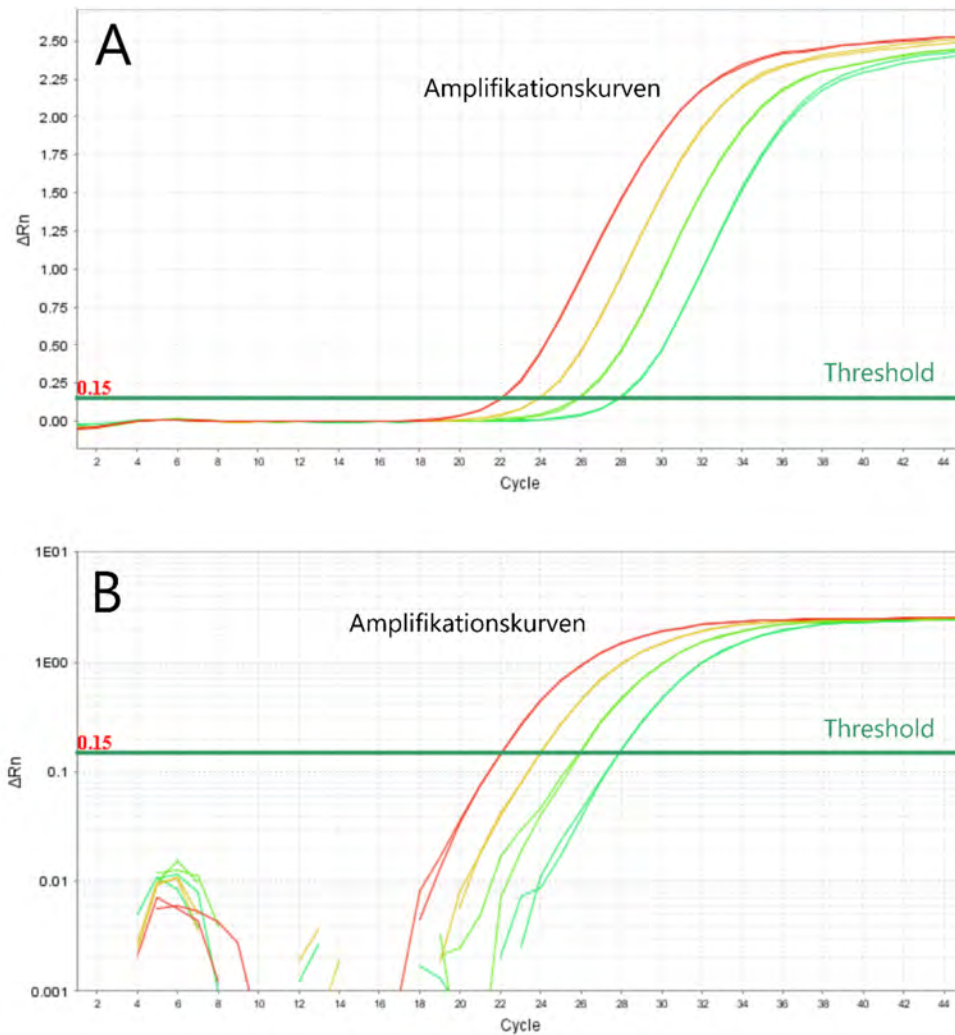 A
Amplifikationskurven
2.50
2.25
2.00
1.75
1.50
1.25
1.00
0.75
0.50
0.25
0.00
ΔRn
0.15
Threshold
2 4 6 8 10 12 14 16 18 20 22 24 26 28 30 32 34 36 38 40 42 44
Cycle
B
Amplifikationskurven
1E01
1E00
0.1
0.01
0.001
ΔRn
0.15
Threshold
2 4 6 8 10 12 14 16 18 20 22 24 26 28 30 32 34 36 38 40 42 44
Cycle